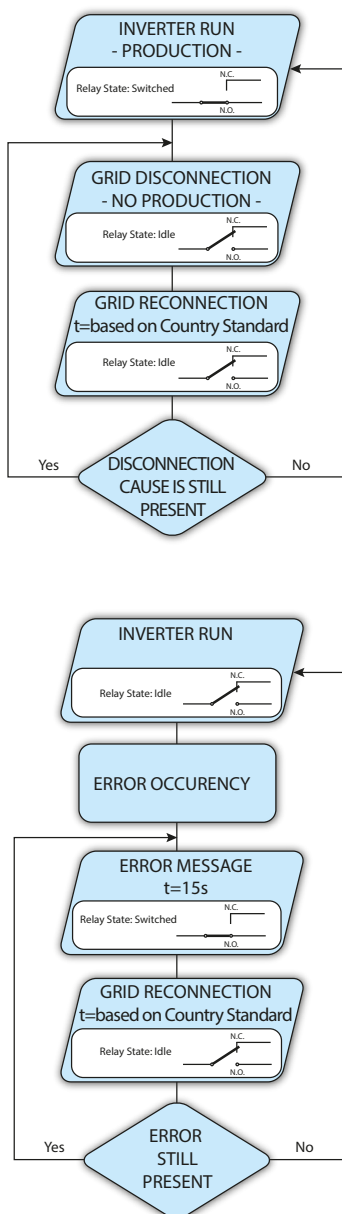 INVERTER RUN
- PRODUCTION -
N.C.
Relay State: Switched
N.O.
GRID DISCONNECTION
- NO PRODUCTION -
N.C.
Relay State: Idle
N.O.
GRID RECONNECTION
t=based on Country Standard
N.C.
Relay State: Idle
N.O.
Yes
No
DISCONNECTION
CAUSE IS STILL
PRESENT
INVERTER RUN
N.C.
Relay State: Idle
N.O.
ERROR OCCURENCY
ERROR MESSAGE
t=15s
N.C.
Relay State: Switched
N.O.
GRID RECONNECTION
t=based on Country Standard
N.C.
Relay State: Idle
N.O.
Yes
No
ERROR
STILL
PRESENT